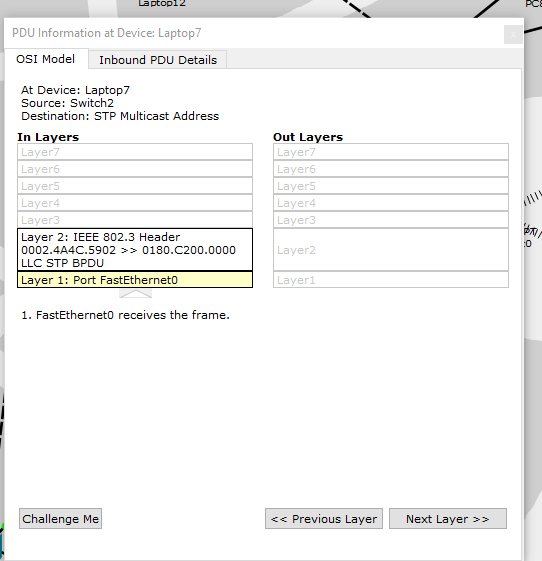 Laptop12
PC8
PDU Information at Device: Laptop7
x
OSI Model
Inbound PDU Details
At Device: Laptop7
Source: Switch2
Destination: STP Multicast Address
In Layers
Layer7
Layer6
Layer5
Layer4
Layer3
Layer 2: IEEE 802.3 Header
0002.4A4C.5902 >> 0180.C200.0000
LLC STP BPDU
Layer 1: Port FastEthernet0
Out Layers
Layer7
Layer6
Layer5
Layer4
Layer3
Layer2
Layer1
1. FastEthernet0 receives the frame.
Challenge Me
<< Previous Layer
Next Layer >>